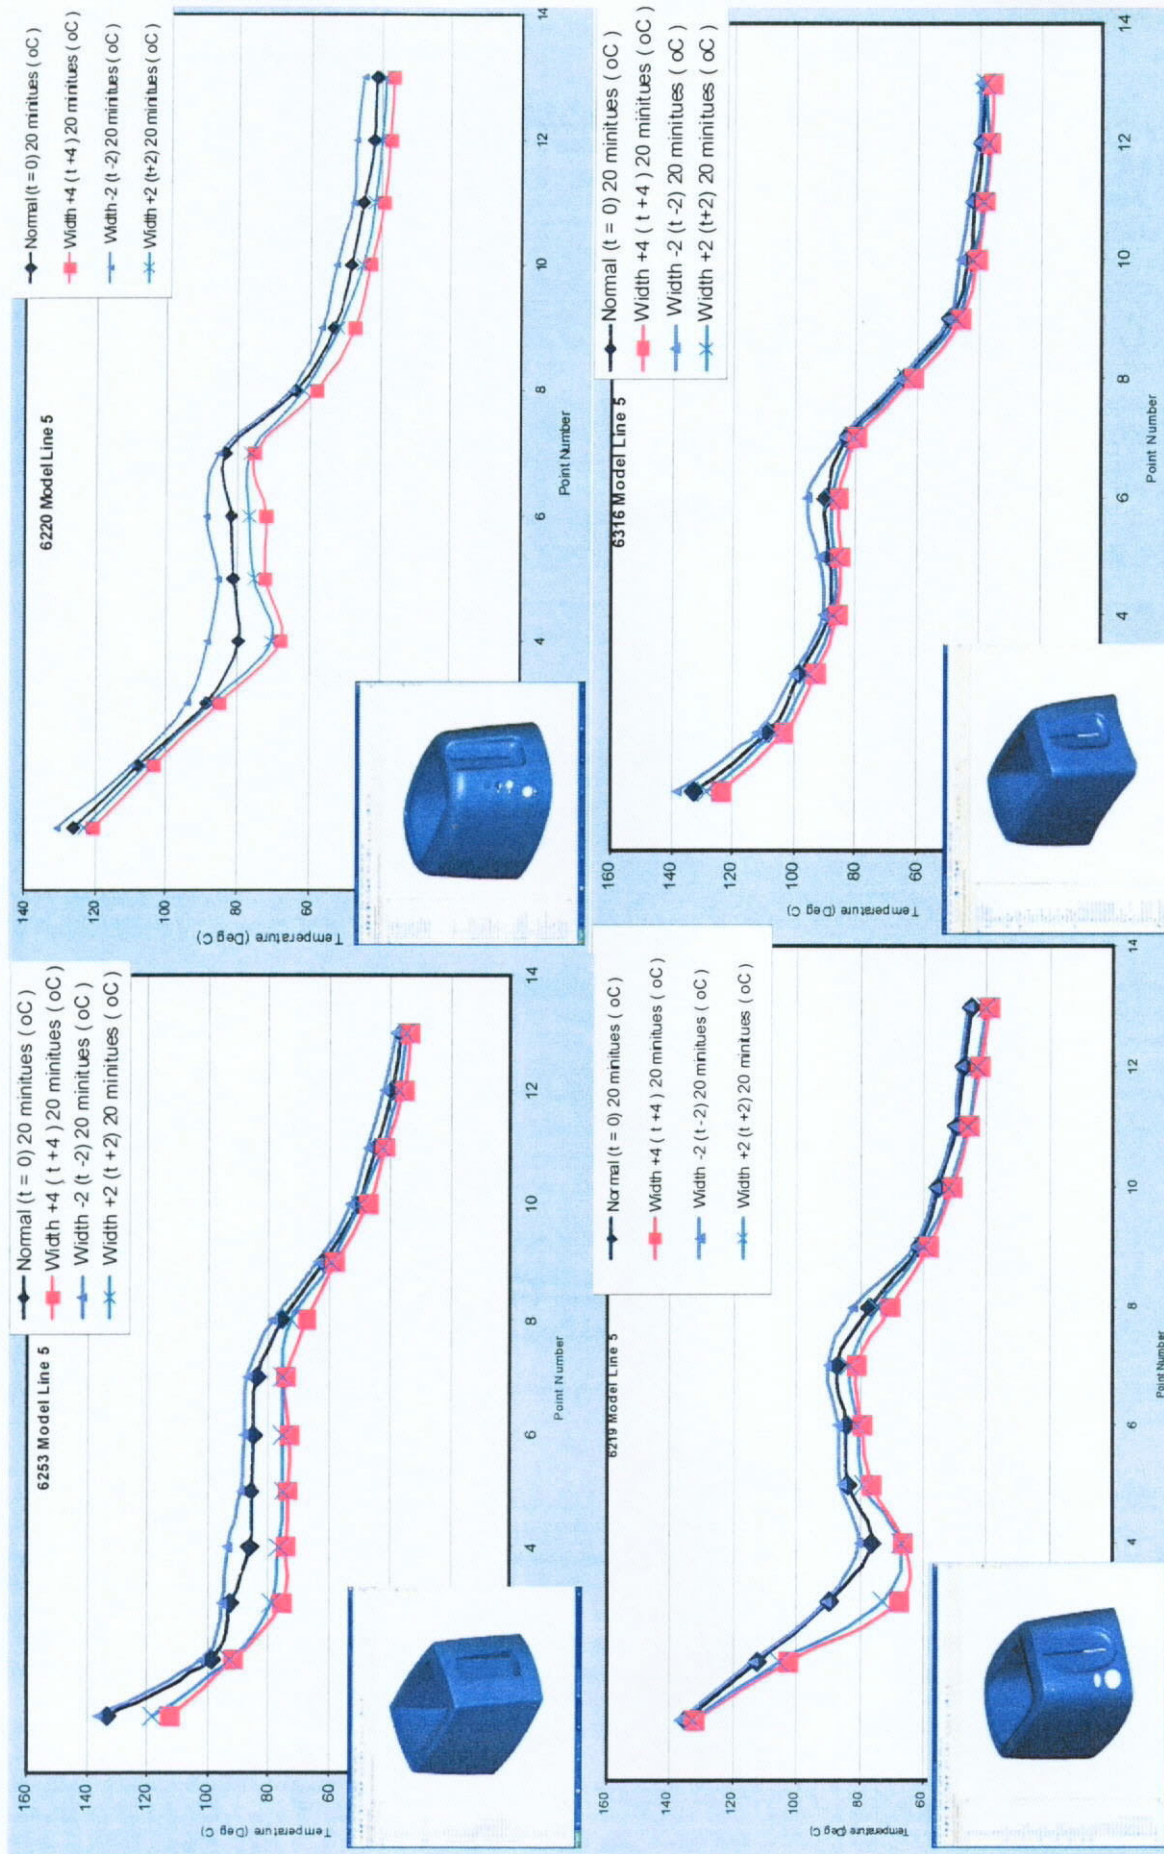 6253 Model Line 5
Normal (t = 0) 20 minitues ( oC )
Width +4 ( t +4 ) 20 minitues ( oC )
Width -2 (t -2) 20 minitues ( oC )
Width +2 (t +2) 20 minitues ( oC )
160
140
120
100
80
Temperature (Deg C)
4
6
8
10
12
14
Point Number
6220 Model Line 5
Normal (t = 0) 20 minitues ( oC )
Width +4 ( t +4 ) 20 minitues ( oC )
Width -2 (t -2) 20 minitues ( oC )
Width +2 (t+2) 20 minitues ( oC )
140
120
100
80
60
Temperature (Deg C)
4
6
8
10
12
14
Point Number
6219 Model Line 5
Normal (t = 0) 20 minitues ( oC )
Width +4 ( t +4 ) 20 minitues ( oC )
Width -2 (t -2) 20 minitues ( oC )
Width +2 (t +2) 20 minitues ( oC )
160
140
120
100
80
60
Temperature (Deg C)
4
6
8
10
12
14
Point Number
6316 Model Line 5
Normal (t = 0) 20 minitues ( oC )
Width +4 ( t +4 ) 20 minitues ( oC )
Width -2 (t -2) 20 minitues ( oC )
Width +2 (t+2) 20 minitues ( oC )
160
140
120
100
80
60
Temperature (Deg C)
4
6
8
10
12
14
Point Number